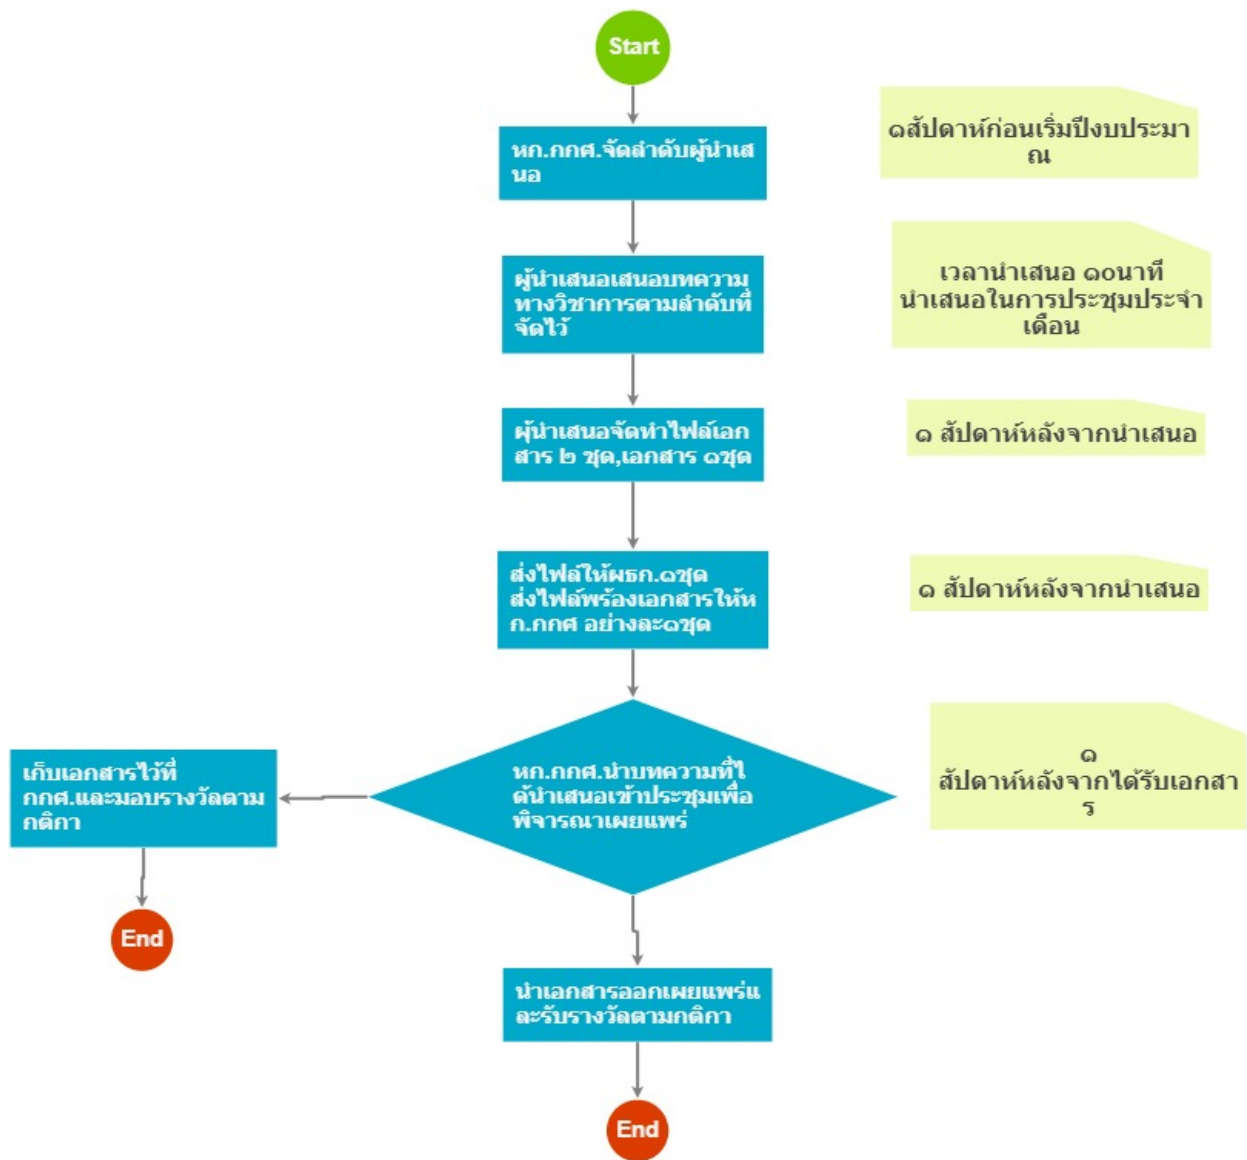 Start
หก.กกศ.จัดลำดับผู้นำเส
นอ
๑สัปดาห์ก่อนเริ่มปีงบประมา
ณ
ผู้นำเสนอเสนอบทความ
ทางวิชาการตามลำดับที่
จัดไว้
เวลานำเสนอ ๑๐นาที
นำเสนอในการประชุมประจำ
เดือน
ผุ้นำเสนอจัดทำไฟล์เอก
สาร ๒ ชุด,เอกสาร ๑ชุด
๑ สัปดาห์หลังจากนำเสนอ
ส่งไฟล์ให้ผธก.๑ชุด
ส่งไฟล์พร้องเอกสารให้ห
ก.กกศ อย่างละ๑ชุด
๑ สัปดาห์หลังจากนำเสนอ
หก.กกศ.นำบทความที่ไ
ด้นำเสนอเข้าประชุมเพื่อ
พิจารณาเผยแพร่
๑
สัปดาห์หลังจากได้รับเอกสา
ร
เก็บเอกสารไว้ที่
กกศ.และมอบรางวัลตาม
กติกา
End
นำเอกสารออกเผยแพร่แ
ละรับรางวัลตามกติกา
End